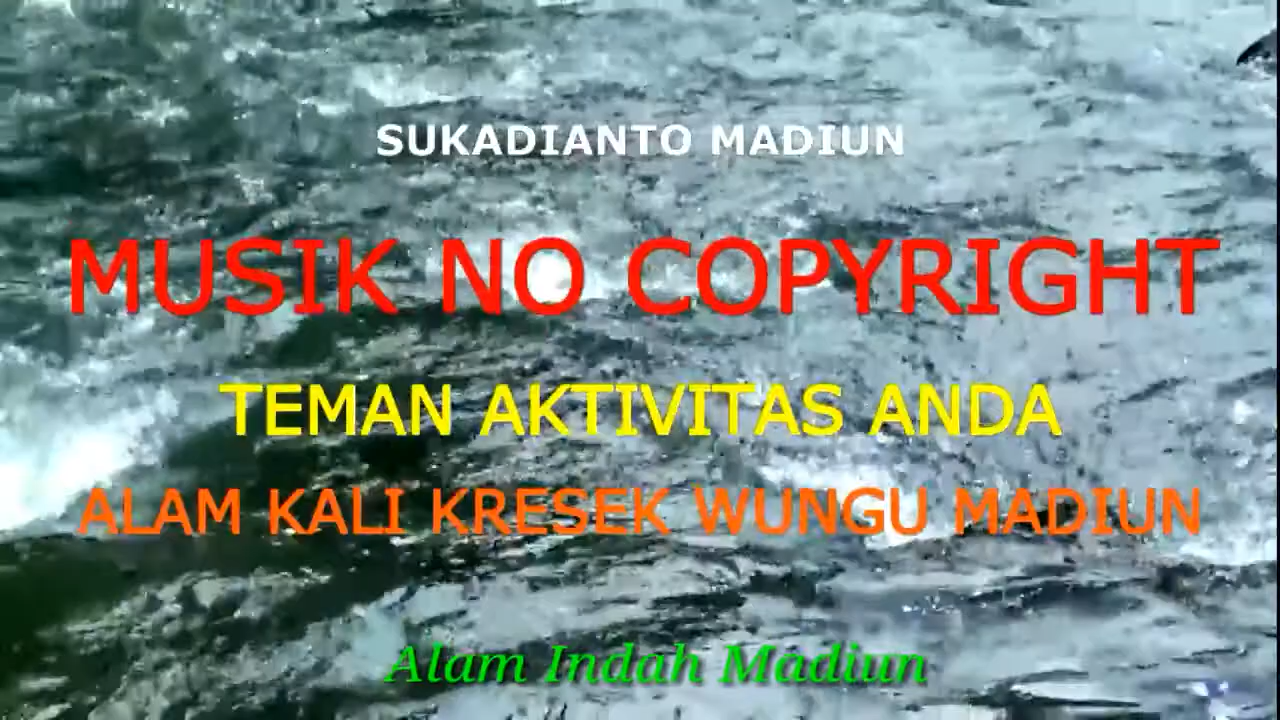 SUKADIANTO MADIUN
MUSIK NO COPYRIGHT
TEMAN AKTIVITAS ANDA
ALAM KALI KRESEK WUNGU MADIUN
Alam Indah Madiun